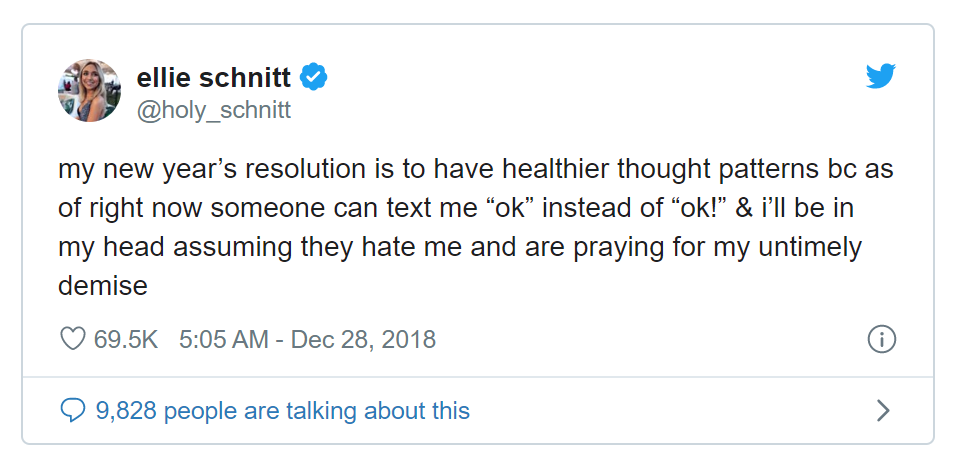 ellie schnitt
@holy_schnitt
my new year’s resolution is to have healthier thought patterns bc as
of right now someone can text me “ok” instead of “ok!” & i’ll be in
my head assuming they hate me and are praying for my untimely
demise
69.5K 5:05 AM - Dec 28, 2018
9,828 people are talking about this